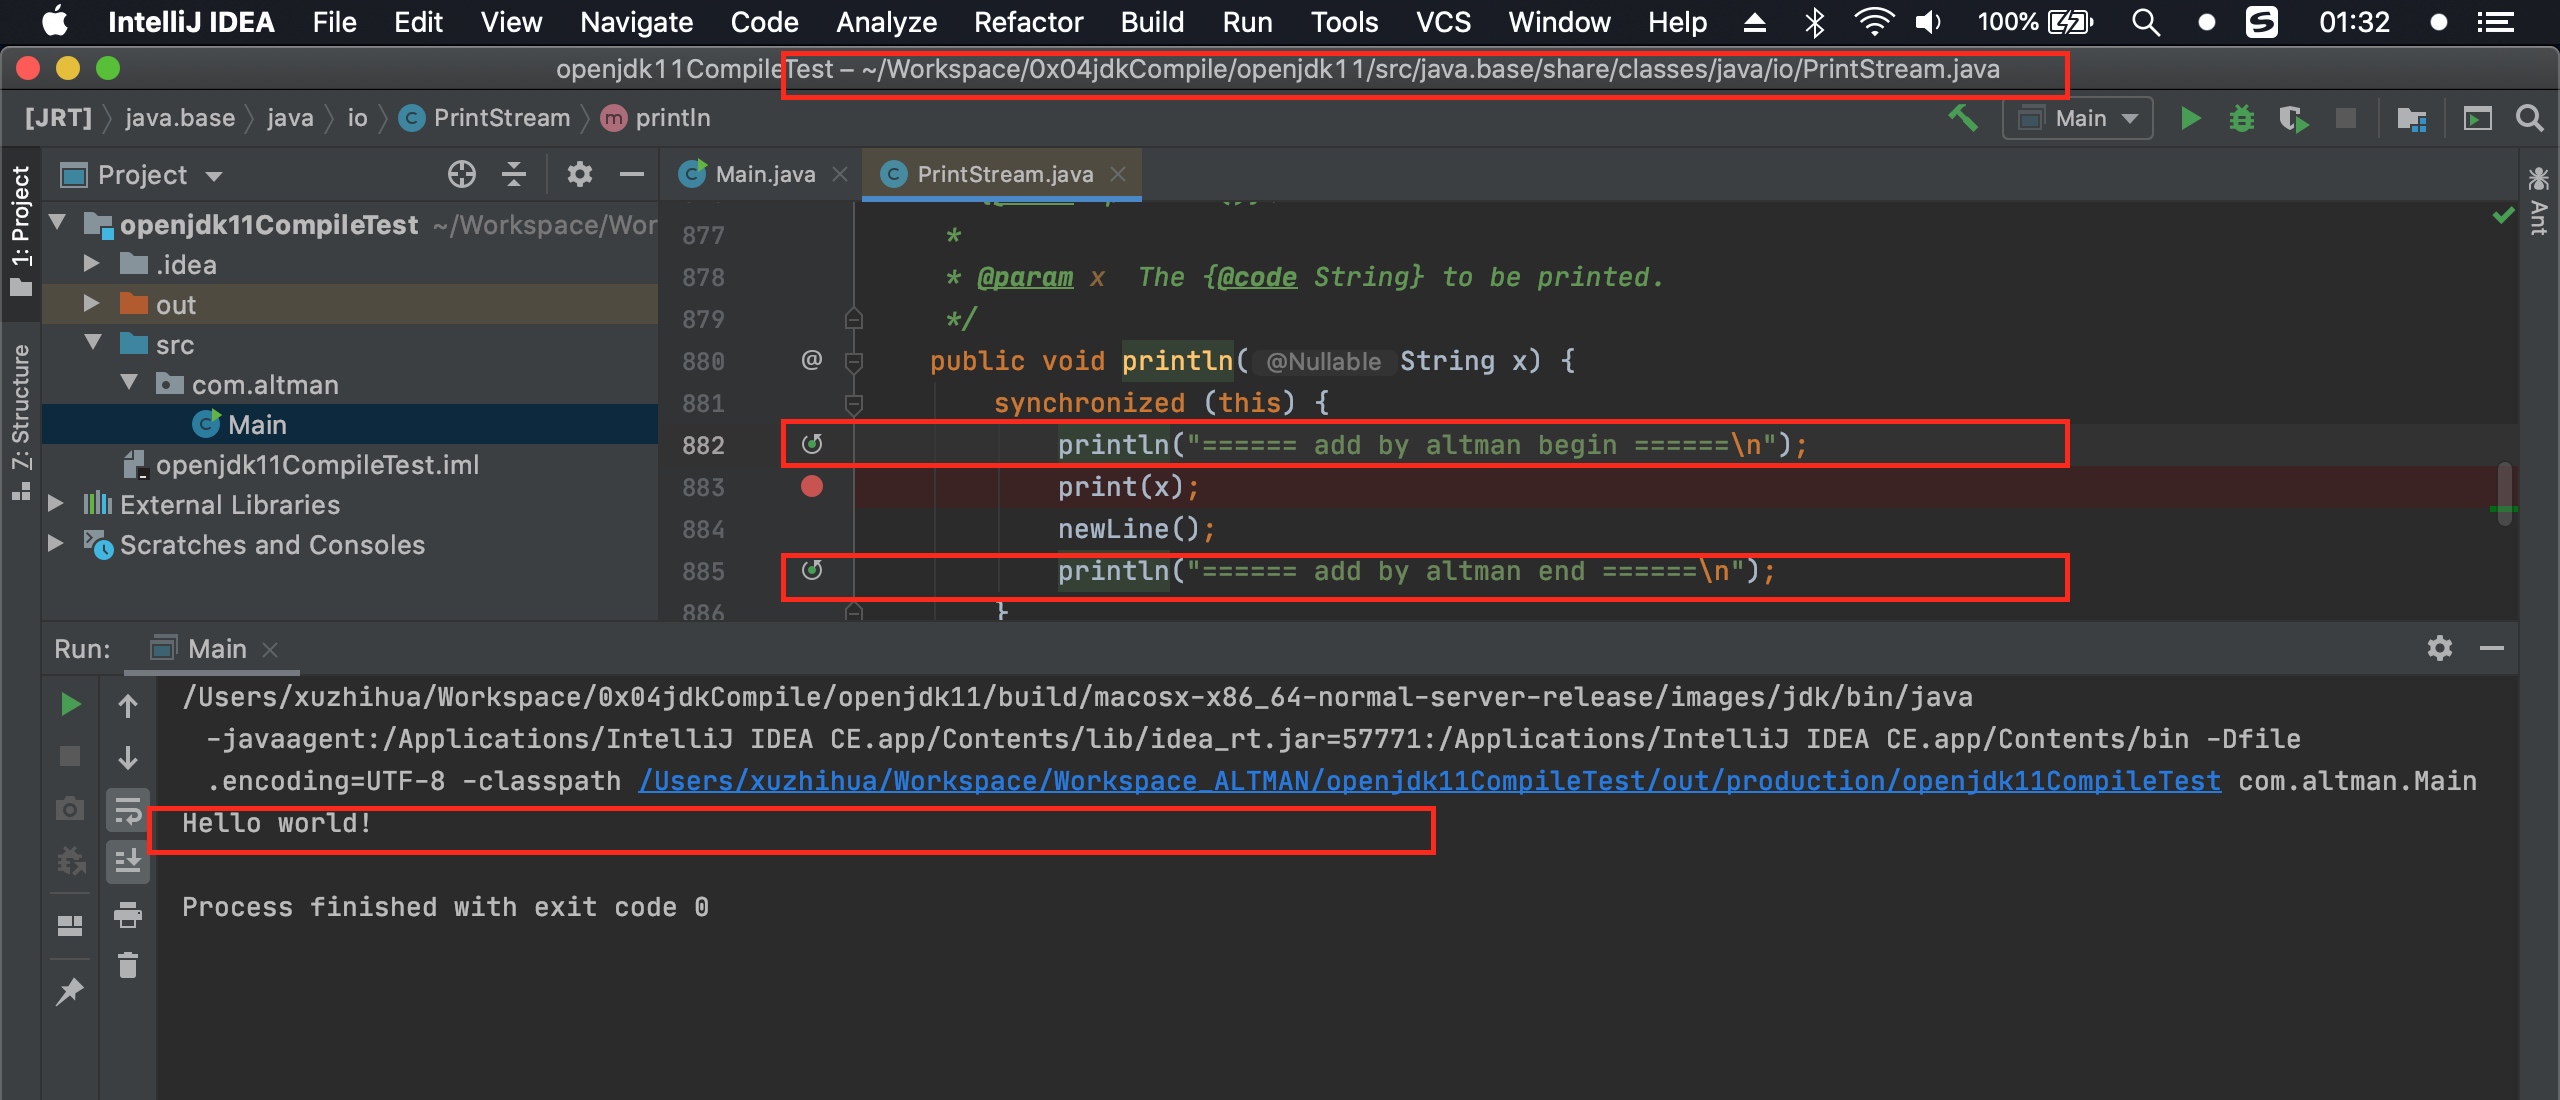 IntelliJ IDEA File Edit View Navigate Code Analyze Refactor Build Run Tools VCS Window Help 100% 01:32
openjdk11CompileTest – ~/Workspace/0x04jdkCompile/openjdk11/src/java.base/share/classes/java/io/PrintStream.java
[JRT] java.base java io C PrintStream m println Main
1: Project
Z: Structure
Project
openjdk11CompileTest ~/Workspace/Wor
.idea
out
src
com.altman
Main
openjdk11CompileTest.iml
External Libraries
Scratches and Consoles
Main.java PrintStream.java
Ant
877 *
878 * @param x The {@code String} to be printed.
879 */
880 @ public void println( @Nullable String x) {
881 synchronized (this) {
882 println("====== add by altman begin ======\n");
883 print(x);
884 newLine();
885 println("====== add by altman end ======\n");
886 }
Run: Main
/Users/xuzhihua/Workspace/0x04jdkCompile/openjdk11/build/macosx-x86_64-normal-server-release/images/jdk/bin/java
-javaagent:/Applications/IntelliJ IDEA CE.app/Contents/lib/idea_rt.jar=57771:/Applications/IntelliJ IDEA CE.app/Contents/bin -Dfile
.encoding=UTF-8 -classpath /Users/xuzhihua/Workspace/Workspace_ALTMAN/openjdk11CompileTest/out/production/openjdk11CompileTest com.altman.Main
Hello world!
Process finished with exit code 0